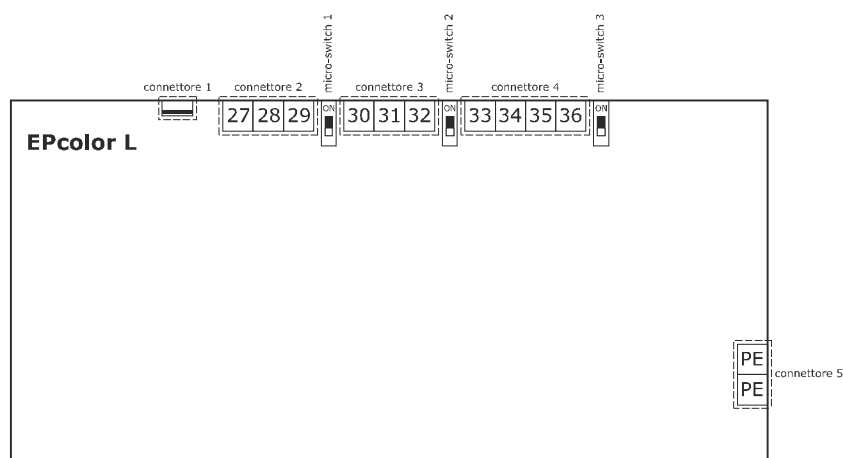 micro-switch 1
micro-switch 2
micro-switch 3
connettore 1
connettore 2
connettore 3
connettore 4
27 28 29
ON
30 31 32
ON
33 34 35 36
ON
EPcolor L
PE
connettore 5
PE